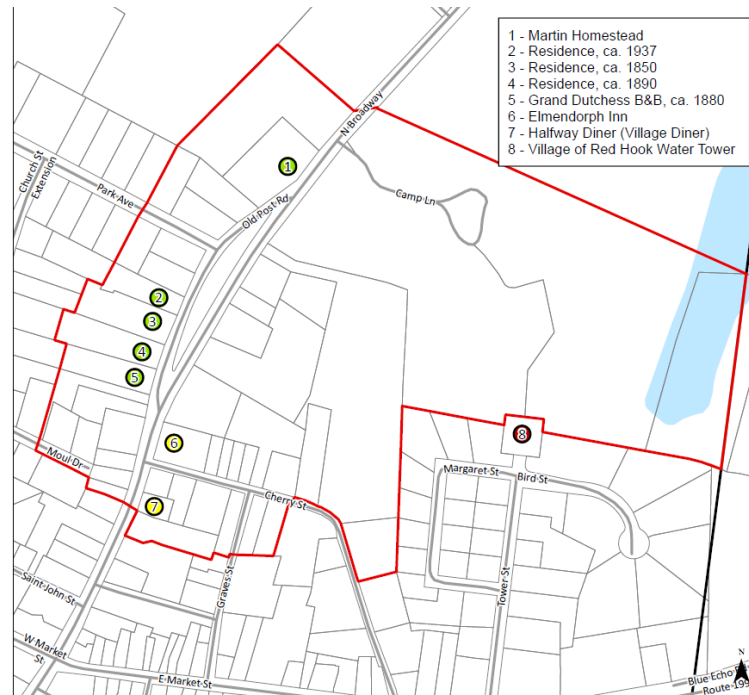 1 - Martin Homestead
2 - Residence, ca. 1937
3 - Residence, ca. 1850
4 - Residence, ca. 1890
5 - Grand Dutchess B&B, ca. 1880
6 - Elmendorph Inn
7 - Halfway Diner (Village Diner)
8 - Village of Red Hook Water Tower
N Broadway
Church St
Extension
Park Ave
1
Old Post Rd
Camp Ln
2
3
4
5
6
8
Moul Dr
Margaret St
Bird St
7
Cherry St
Saint John St
Graves St
Tower St
W Market
St
E Market St
N
Blue Echo
Route 199